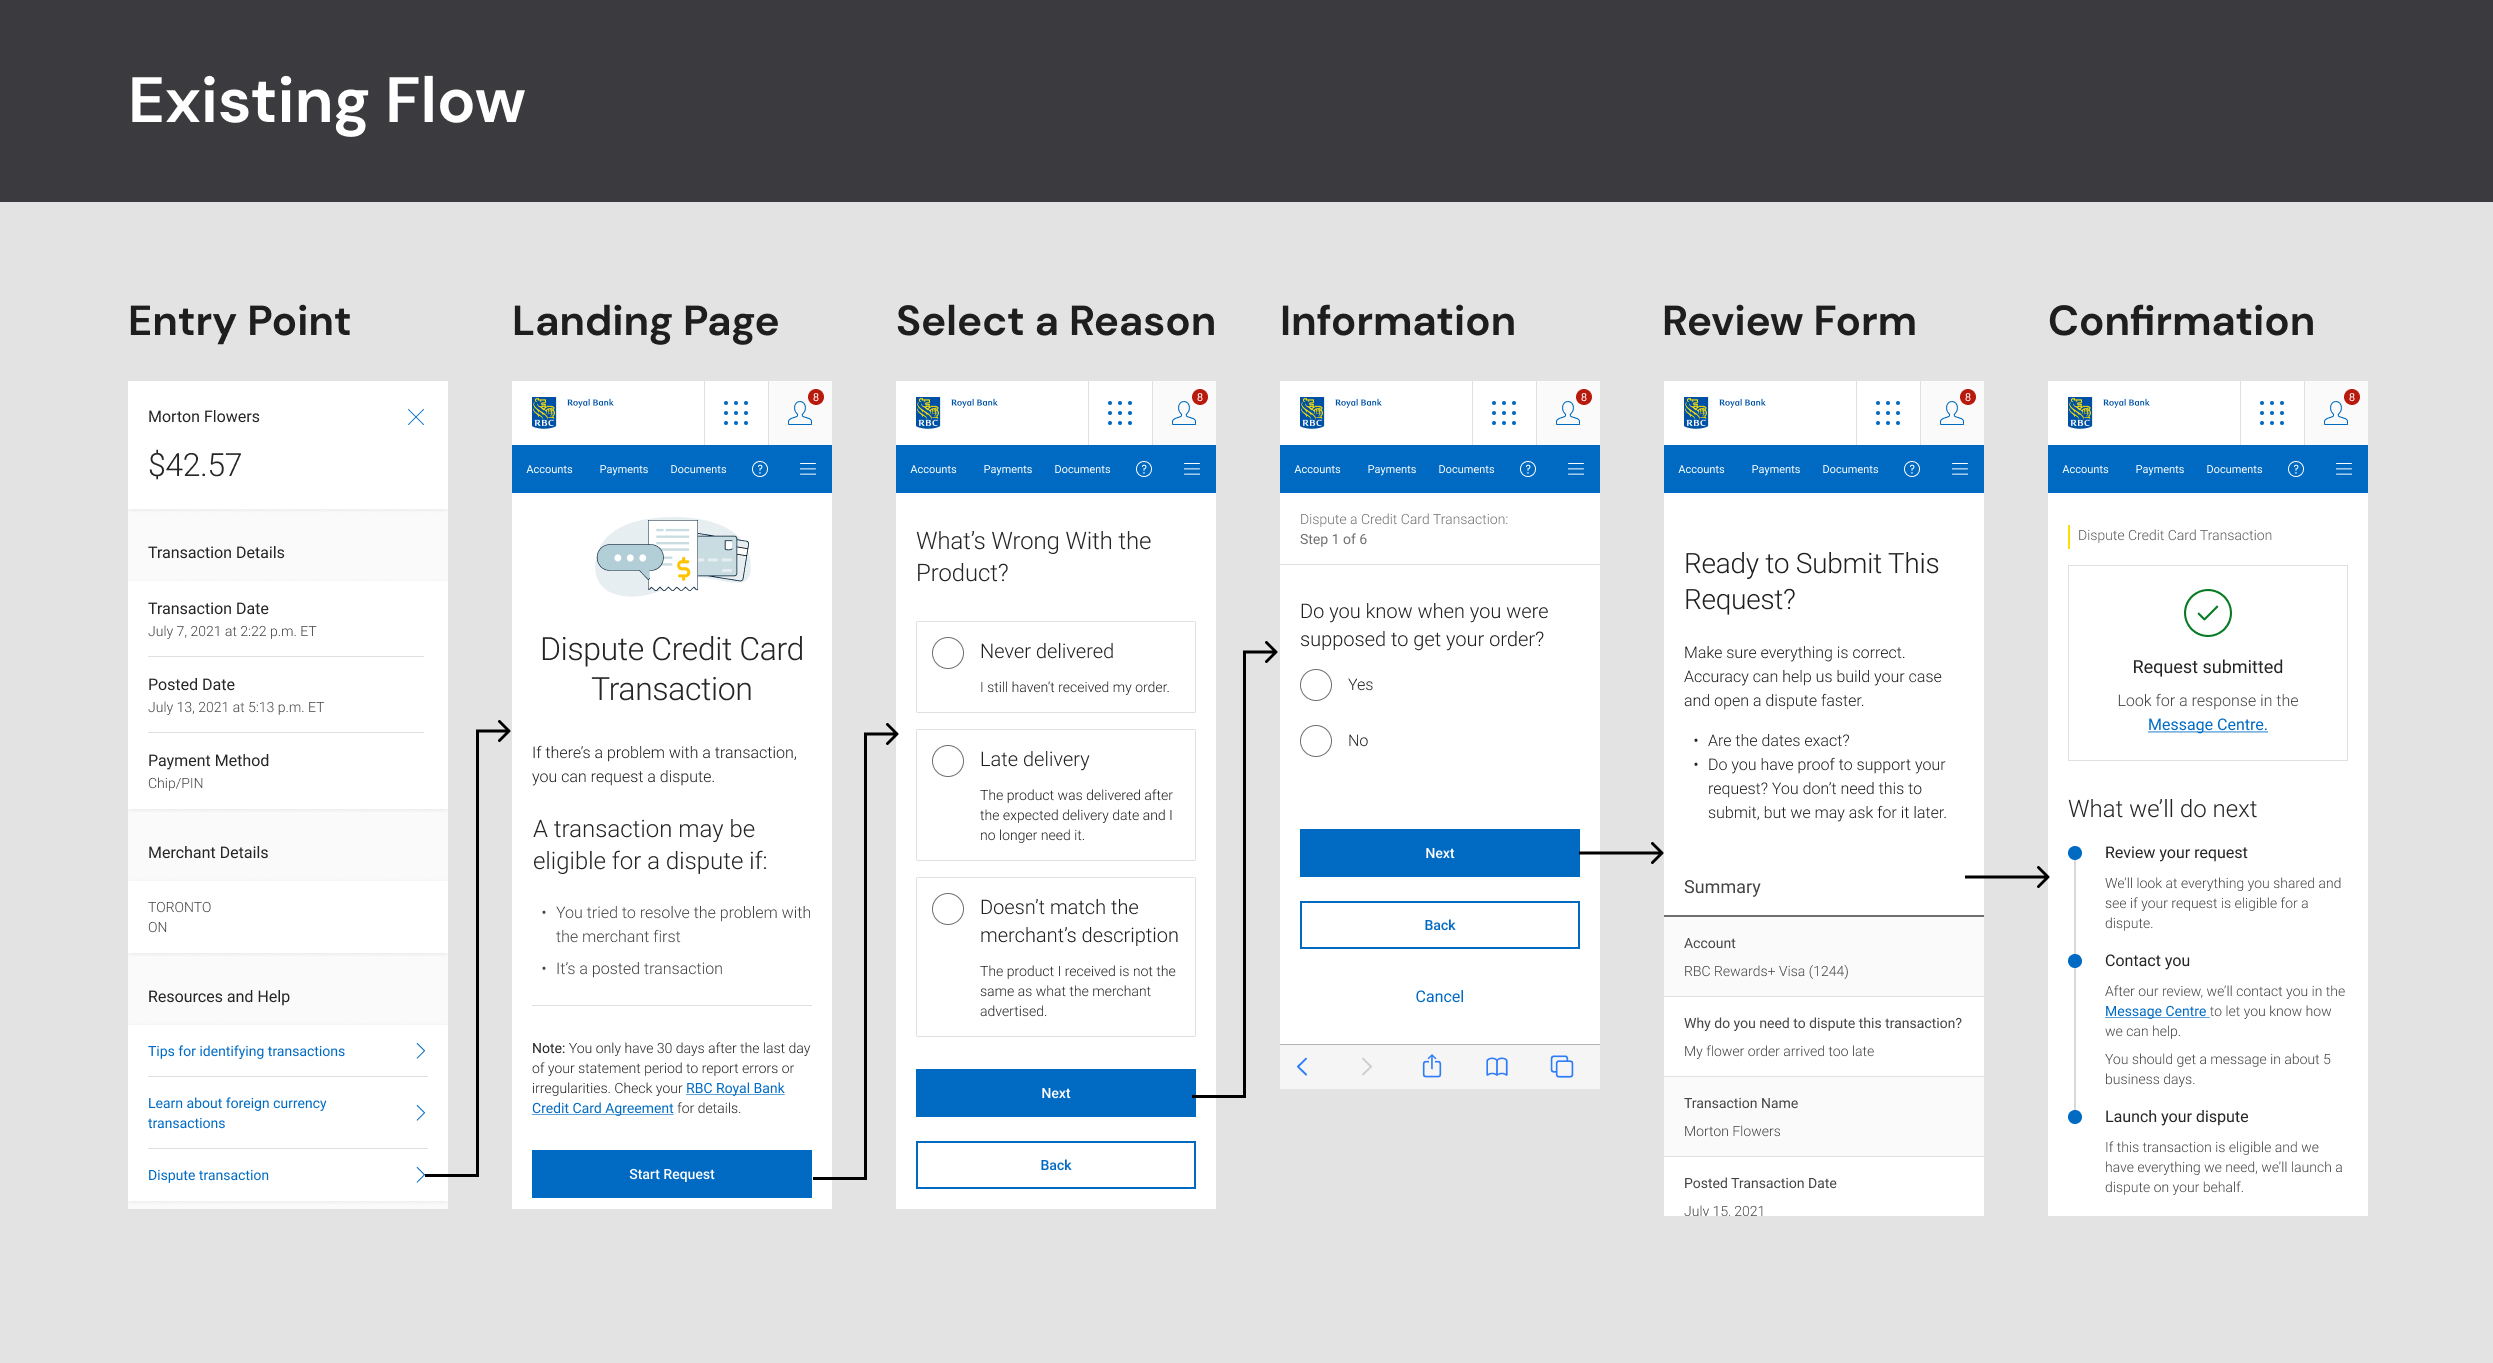 Existing Flow
Entry Point
Morton Flowers
$42.57
Transaction Details
Transaction Date
July 7, 2021 at 2:22 p.m. ET
Posted Date
July 13, 2021 at 5:13 p.m. ET
Payment Method
Chip/PIN
Merchant Details
TORONTO
ON
Resources and Help
Tips for identifying transactions
Learn about foreign currency
transactions
Dispute transaction
Landing Page
RBC
Royal Bank
8
Accounts Payments Documents ?
$
Dispute Credit Card
Transaction
If there's a problem with a transaction,
you can request a dispute.
A transaction may be
eligible for a dispute if:
• You tried to resolve the problem with
the merchant first
• It's a posted transaction
Note: You only have 30 days after the last day
of your statement period to report errors or
irregularities. Check your RBC Royal Bank
Credit Card Agreement for details.
Start Request
Select a Reason
RBC
Royal Bank
8
Accounts Payments Documents ?
What's Wrong With the
Product?
Never delivered
I still haven't received my order.
Late delivery
The product was delivered after
the expected delivery date and I
no longer need it.
Doesn't match the
merchant's description
The product I received is not the
same as what the merchant
advertised.
Next
Back
Information
RBC
Royal Bank
8
Accounts Payments Documents ?
Dispute a Credit Card Transaction:
Step 1 of 6
Do you know when you were
supposed to get your order?
Yes
No
Next
Back
Cancel
Review Form
RBC
Royal Bank
8
Accounts Payments Documents ?
Ready to Submit This
Request?
Make sure everything is correct.
Accuracy can help us build your case
and open a dispute faster.
• Are the dates exact?
• Do you have proof to support your
request? You don't need this to
submit, but we may ask for it later.
Summary
Account
RBC Rewards+ Visa (1244)
Why do you need to dispute this transaction?
My flower order arrived too late
Transaction Name
Morton Flowers
Posted Transaction Date
July 15, 2021
Confirmation
RBC
Royal Bank
8
Accounts Payments Documents ?
Dispute Credit Card Transaction
Request submitted
Look for a response in the
Message Centre.
What we'll do next
Review your request
We'll look at everything you shared and
see if your request is eligible for a
dispute.
Contact you
After our review, we'll contact you in the
Message Centre to let you know how
we can help.
You should get a message in about 5
business days.
Launch your dispute
If this transaction is eligible and we
have everything we need, we'll launch a
dispute on your behalf.